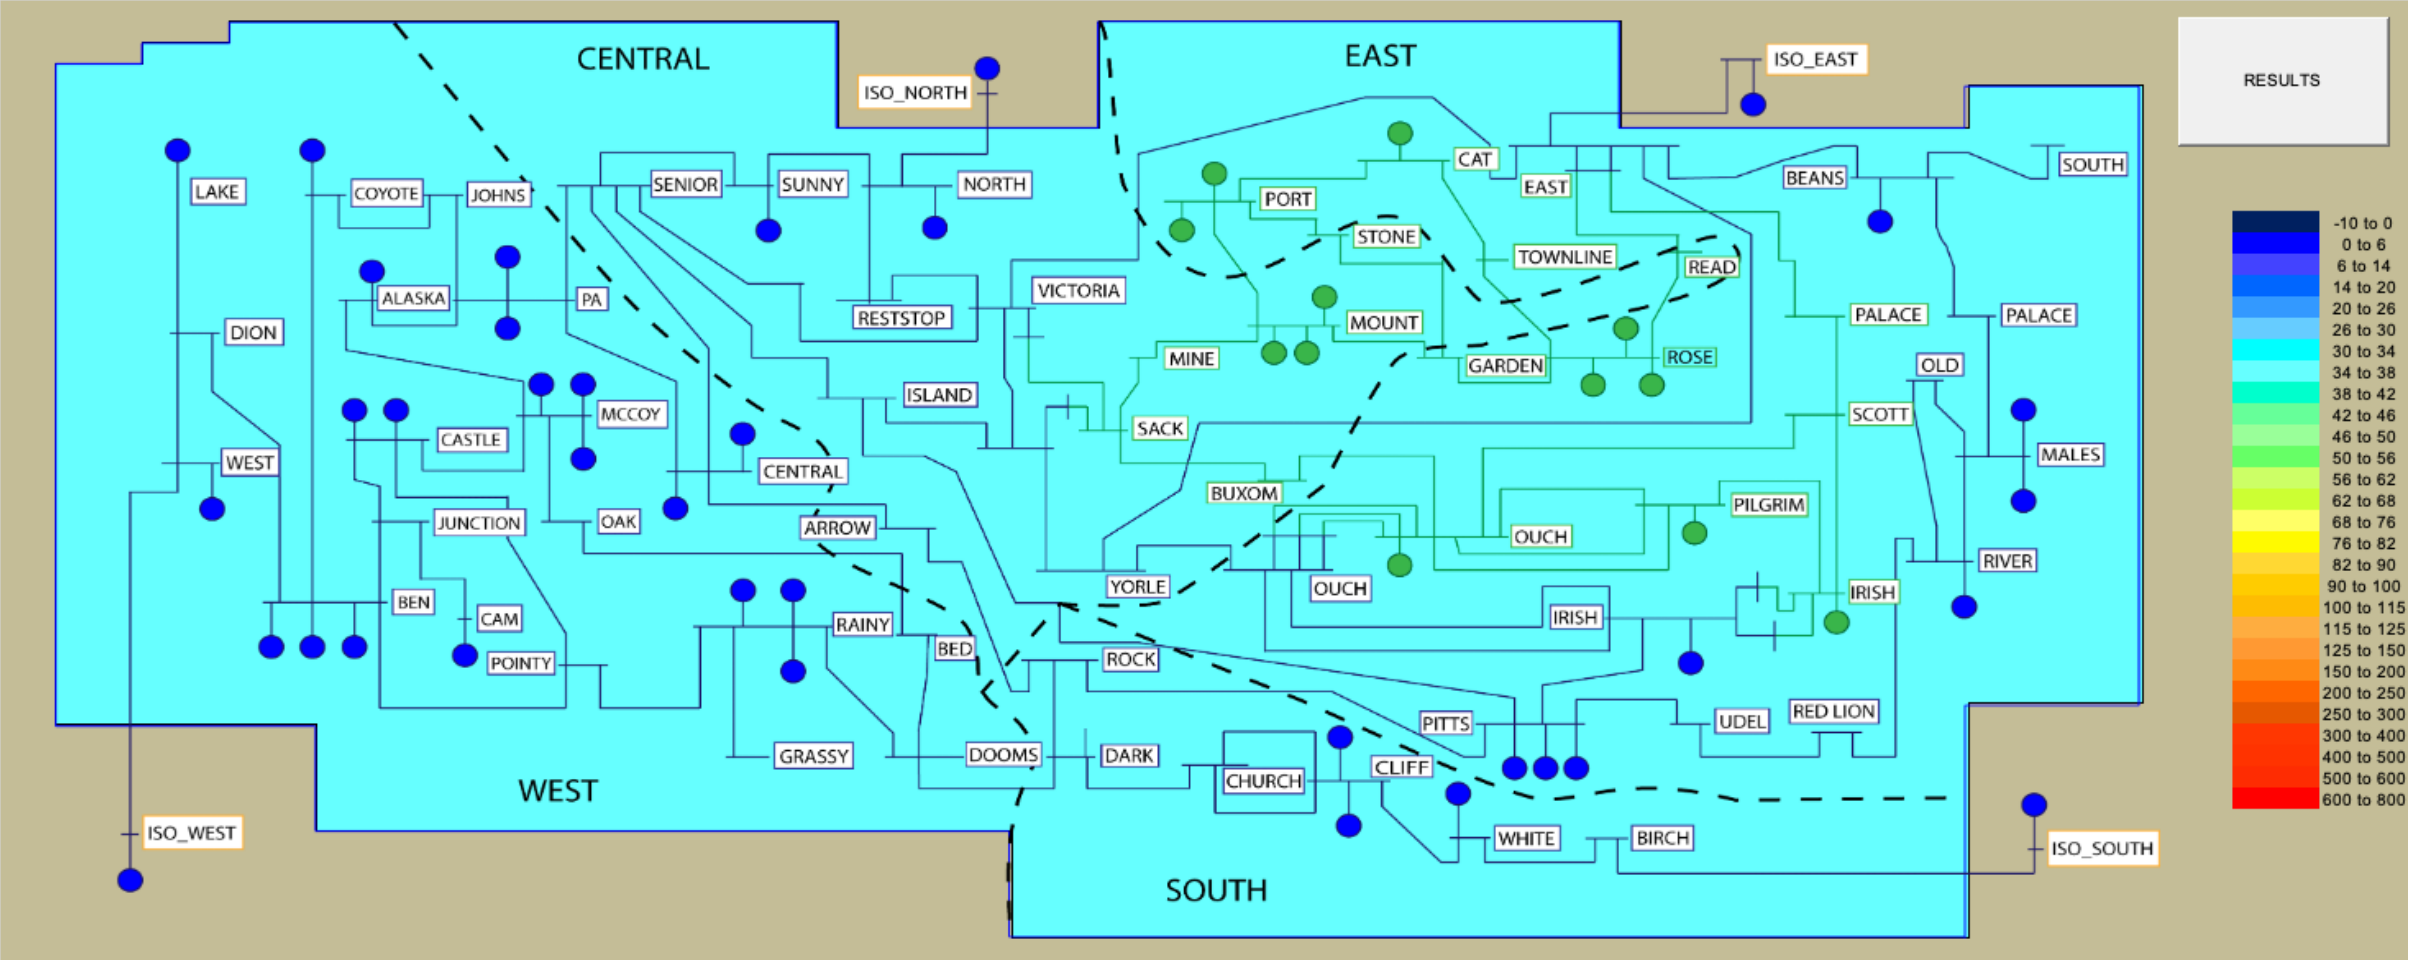 CENTRAL
EAST
ISO_NORTH
ISO_EAST
RESULTS
LAKE
COYOTE
JOHNS
SENIOR
SUNNY
NORTH
CAT
EAST
BEANS
SOUTH
PORT
STONE
TOWNLINE
READ
ALASKA
PA
VICTORIA
RESTSTOP
DION
MOUNT
MINE
GARDEN
ROSE
PALACE
PALACE
OLD
ISLAND
MCCOY
CASTLE
SACK
SCOTT
MALES
WEST
CENTRAL
BUXOM
PILGRIM
JUNCTION
OAK
ARROW
OUCH
RIVER
YORLE
OUCH
IRISH
BEN
CAM
RAINY
IRISH
BED
POINTY
ROCK
PITTS
UDEL
RED LION
GRASSY
DOOMS
DARK
CHURCH
CLIFF
WEST
ISO_WEST
WHITE
BIRCH
ISO_SOUTH
SOUTH
-10 to 0
0 to 6
6 to 14
14 to 20
20 to 26
26 to 30
30 to 34
34 to 38
38 to 42
42 to 46
46 to 50
50 to 56
56 to 62
62 to 68
68 to 76
76 to 82
82 to 90
90 to 100
100 to 115
115 to 125
125 to 150
150 to 200
200 to 250
250 to 300
300 to 400
400 to 500
500 to 600
600 to 800